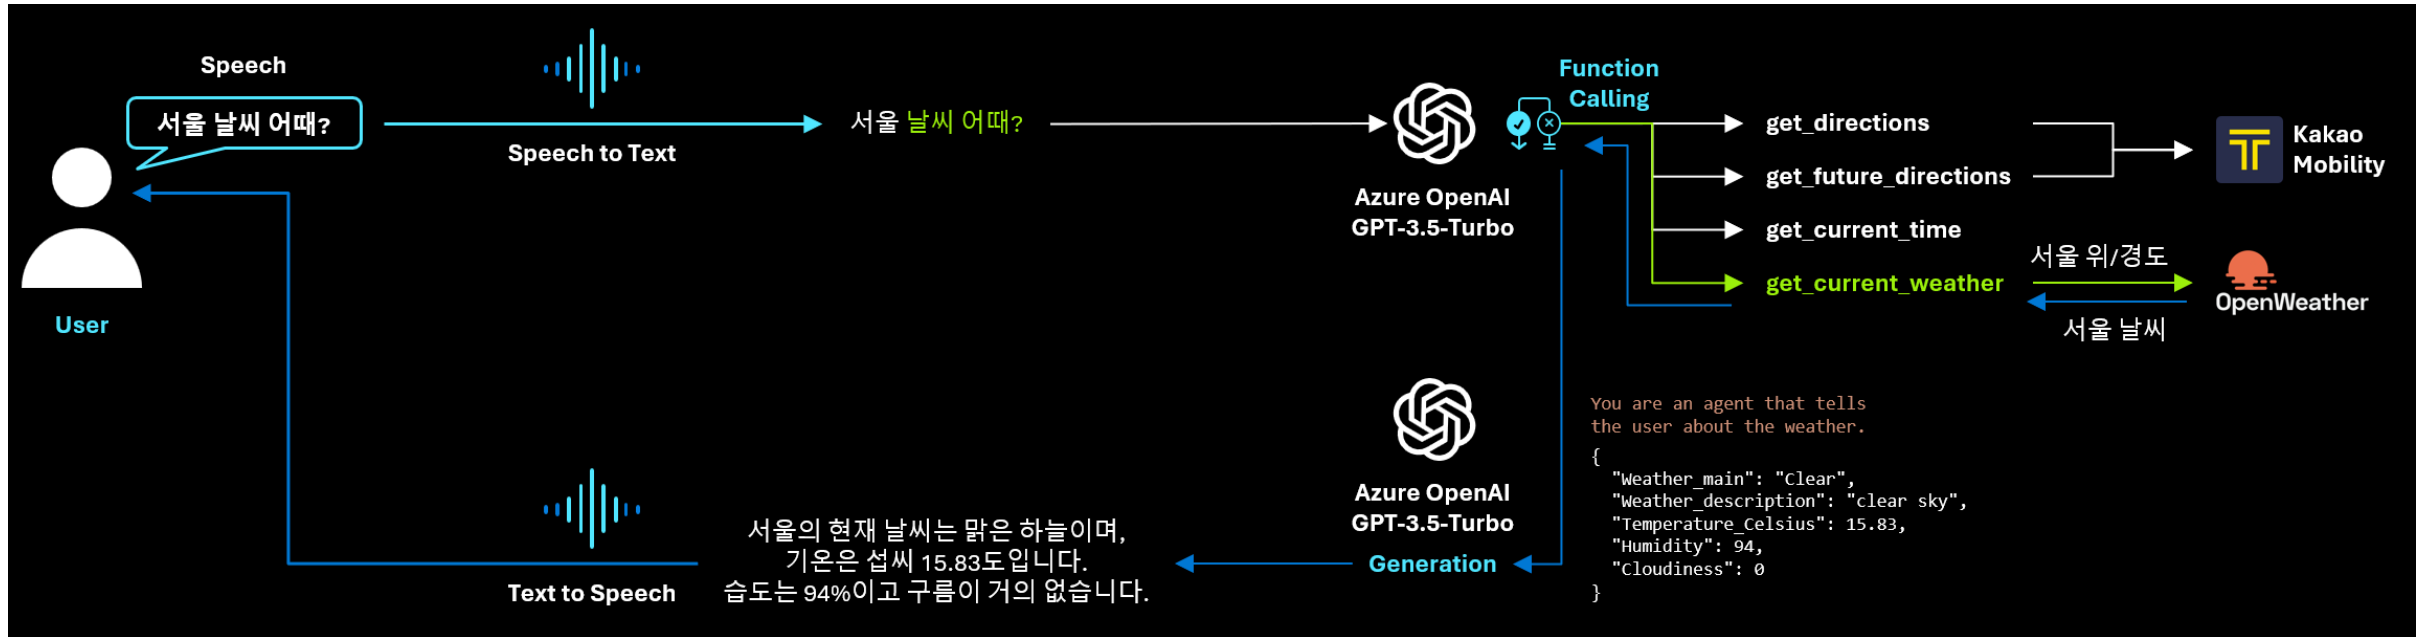 Speech
서울 날씨 어때?
Speech to Text
서울 날씨 어때?
Azure OpenAI
GPT-3.5-Turbo
Function
Calling
get_directions
get_future_directions
get_current_time
get_current_weather
Kakao
Mobility
서울 위/경도
OpenWeather
서울 날씨
User
You are an agent that tells
the user about the weather.
{
"Weather_main": "Clear",
"Weather_description": "clear sky",
"Temperature_Celsius": 15.83,
"Humidity": 94,
"Cloudiness": 0
}
Azure OpenAI
GPT-3.5-Turbo
Generation
서울의 현재 날씨는 맑은 하늘이며,
기온은 섭씨 15.83도입니다.
습도는 94%이고 구름이 거의 없습니다.
Text to Speech